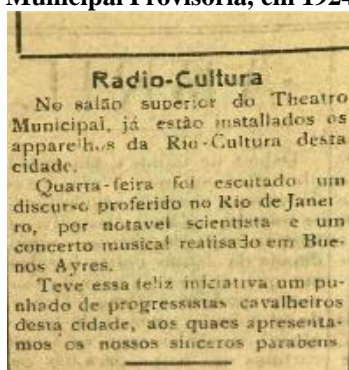 Municipal Provisória, em 1924
Radio-Cultura
No salão superior do Theatro
Municipal, já estão installados os
apparelhos da Rio-Cultura desta
cidade.
Quarta-feira foi escutado um
discurso proferido no Rio de Janei
ro, por notavel scientista e um
concerto musical realisado em Bue-
nos Ayres.
Teve essa feliz iniciativa um pu-
nhado de progressistas cavalheiros
desta cidade, aos quaes apresenta-
mos os nossos sinceros parabens